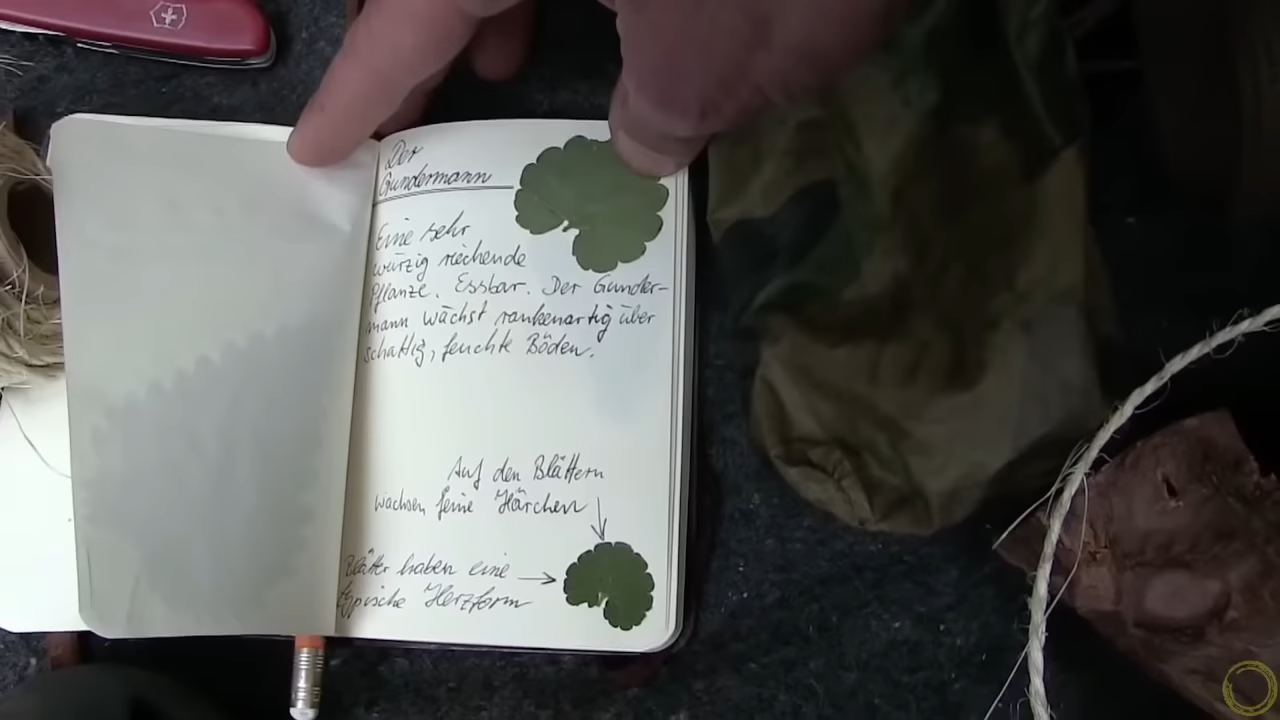 Der
Gundermann
Eine sehr
würzig riechende
Pflanze. Essbar. Der Gunder-
mann wächst rankenartig über
schattig, feuchte Böden.
Auf den Blättern
wachsen feine Härchen
Blätter haben eine
typische Herzform